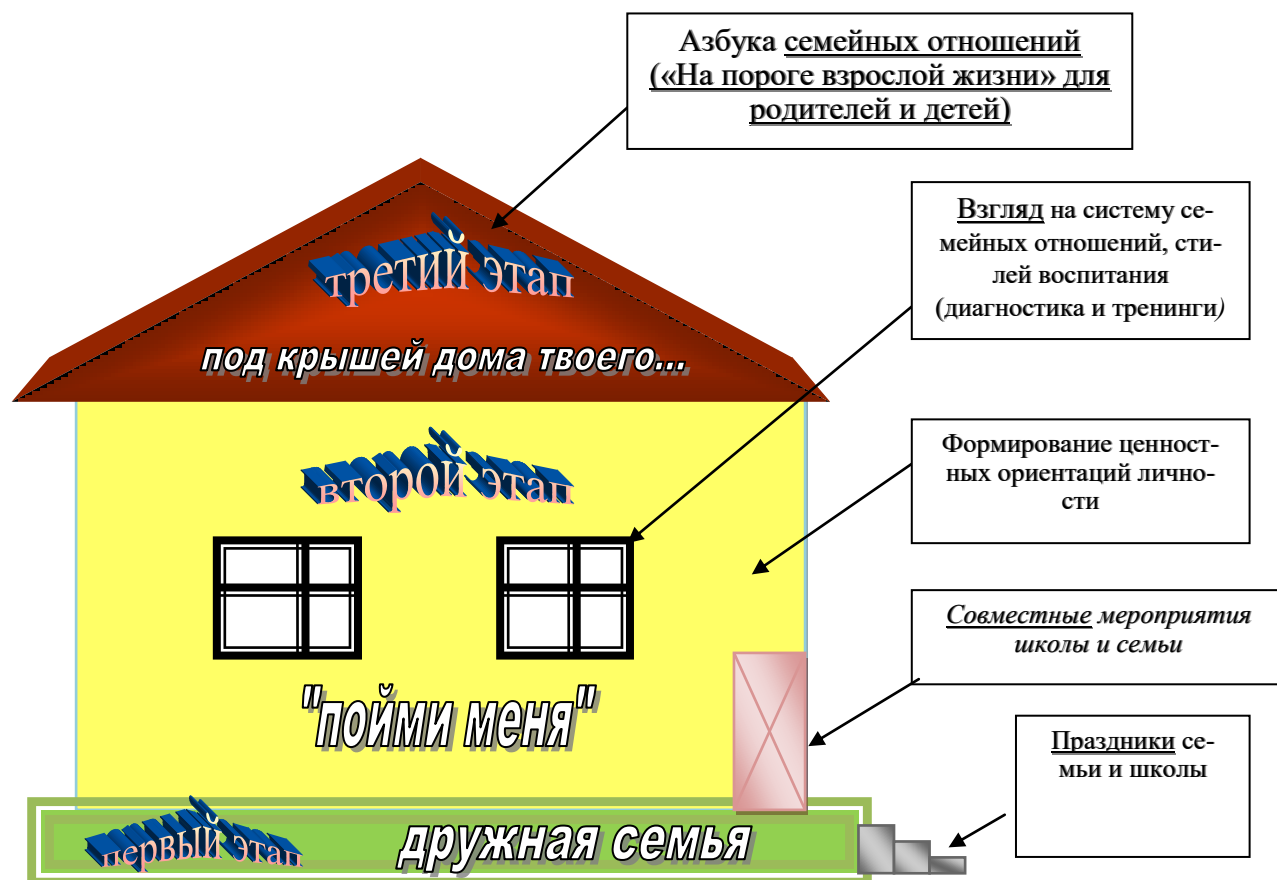 Азбука семейных отношений
(«На пороге взрослой жизни» для
родителей и детей)
Взгляд на систему се-
мейных отношений, сти-
лей воспитания
(диагностика и тренинги)
третий этап
под крышей дома твоего...
Формирование ценност-
ных ориентаций лично-
сти
второй этап
Совместные мероприятия
школы и семьи
"пойми меня"
Праздники се-
мьи и школы
первый этап
дружная семья